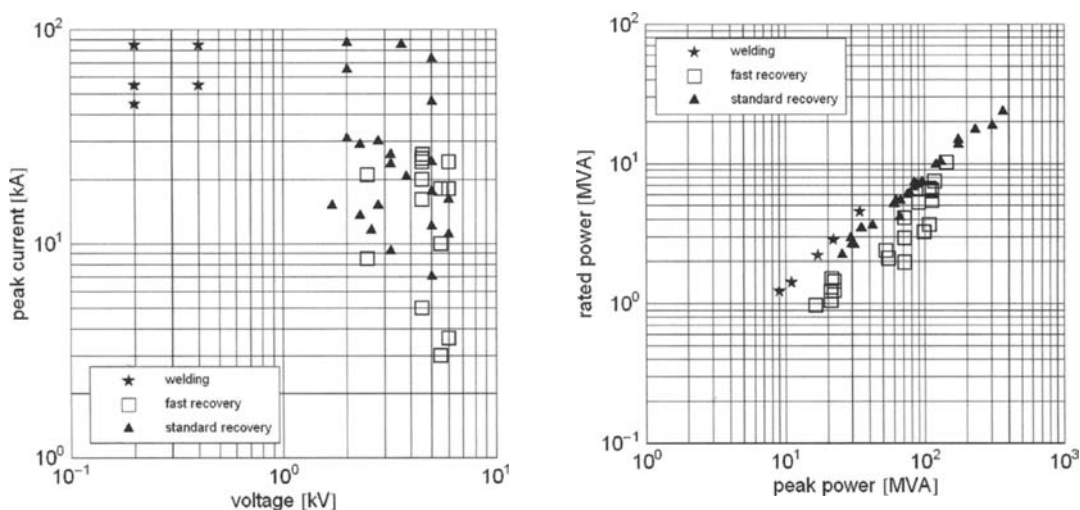 10²
peak current [kA]
10¹
10⁰
10⁻¹
10⁰
10¹
voltage [kV]
welding
fast recovery
standard recovery
10²
rated power [MVA]
10¹
10⁰
10⁻¹
10⁰
10¹
10²
10³
peak power [MVA]
welding
fast recovery
standard recovery